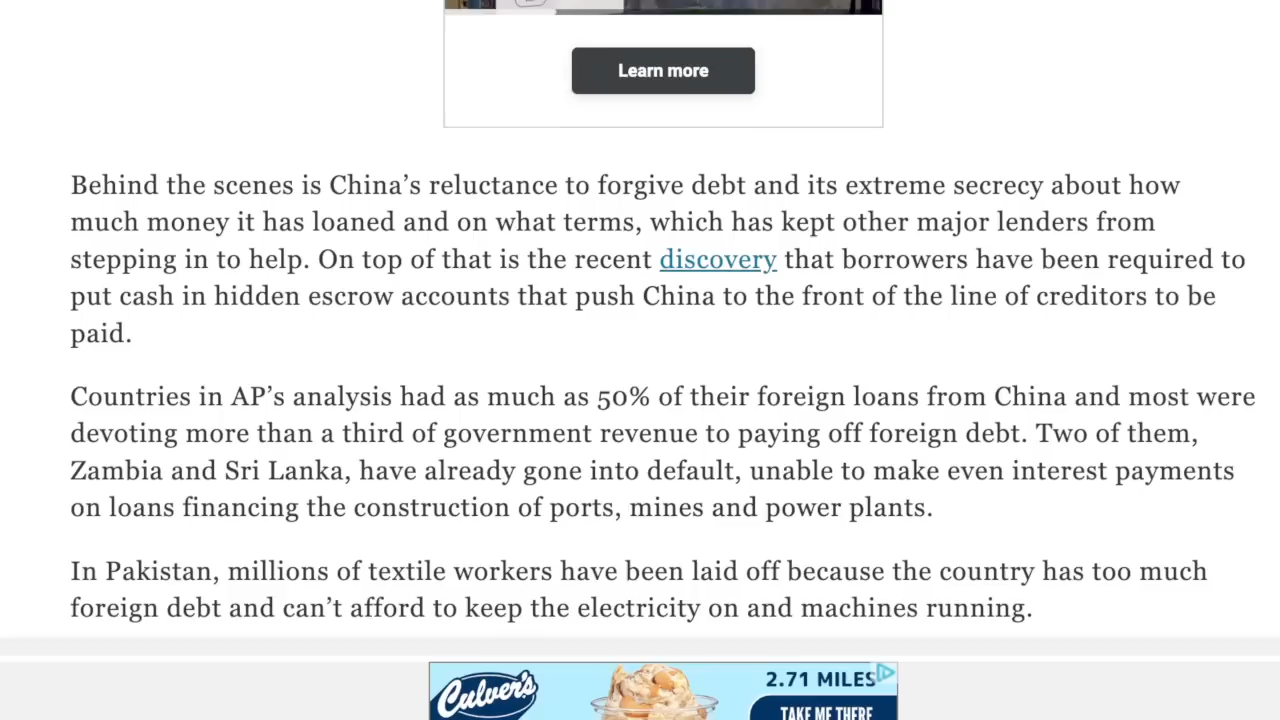 Learn more
Behind the scenes is China’s reluctance to forgive debt and its extreme secrecy about how
much money it has loaned and on what terms, which has kept other major lenders from
stepping in to help. On top of that is the recent discovery that borrowers have been required to
put cash in hidden escrow accounts that push China to the front of the line of creditors to be
paid.
Countries in AP’s analysis had as much as 50% of their foreign loans from China and most were
devoting more than a third of government revenue to paying off foreign debt. Two of them,
Zambia and Sri Lanka, have already gone into default, unable to make even interest payments
on loans financing the construction of ports, mines and power plants.
In Pakistan, millions of textile workers have been laid off because the country has too much
foreign debt and can’t afford to keep the electricity on and machines running.
Culver's
2.71 MILES
TAKE ME THERE